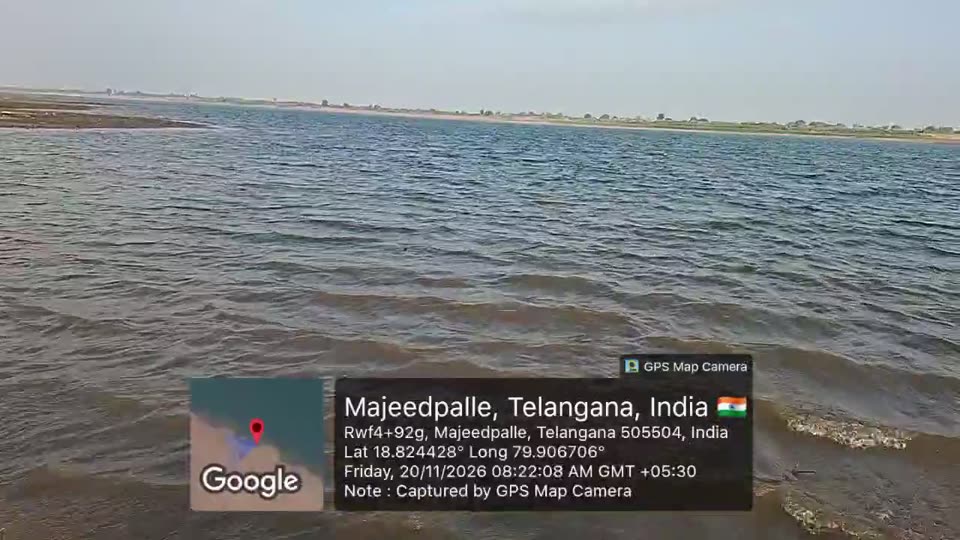 GPS Map Camera
Majeedpalle, Telangana, India
Rwf4+92g, Majeedpalle, Telangana 505504, India
Lat 18.824428° Long 79.906706°
Friday, 20/11/2026 08:22:08 AM GMT +05:30
Note : Captured by GPS Map Camera
Google